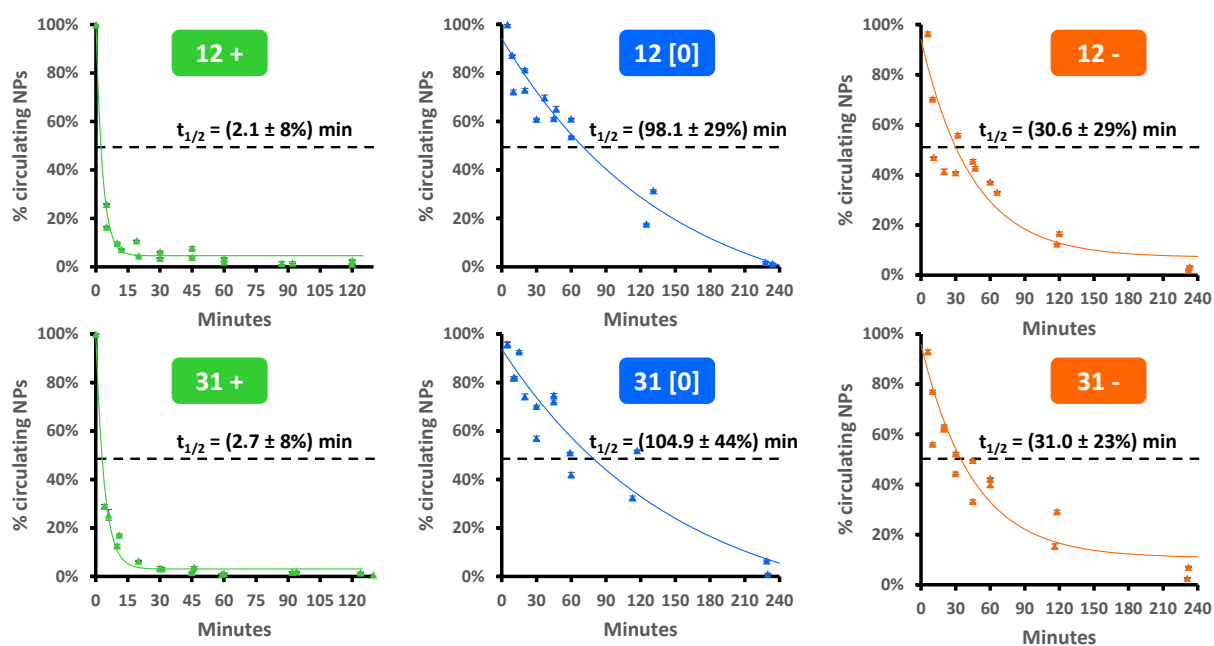 12 +
% circulating NPs
100%
80%
60%
40%
20%
0%
t1/2 = (2.1 ± 8%) min
0 15 30 45 60 75 90 105 120
Minutes
12 [0]
% circulating NPs
100%
80%
60%
40%
20%
0%
t1/2 = (98.1 ± 29%) min
0 30 60 90 120 150 180 210 240
Minutes
12 -
% circulating NPs
100%
80%
60%
40%
20%
0%
t1/2 = (30.6 ± 29%) min
0 30 60 90 120 150 180 210 240
Minutes
31 +
% circulating NPs
100%
80%
60%
40%
20%
0%
t1/2 = (2.7 ± 8%) min
0 15 30 45 60 75 90 105 120
Minutes
31 [0]
% circulating NPs
100%
80%
60%
40%
20%
0%
t1/2 = (104.9 ± 44%) min
0 30 60 90 120 150 180 210 240
Minutes
31 -
% circulating NPs
100%
80%
60%
40%
20%
0%
t1/2 = (31.0 ± 23%) min
0 30 60 90 120 150 180 210 240
Minutes